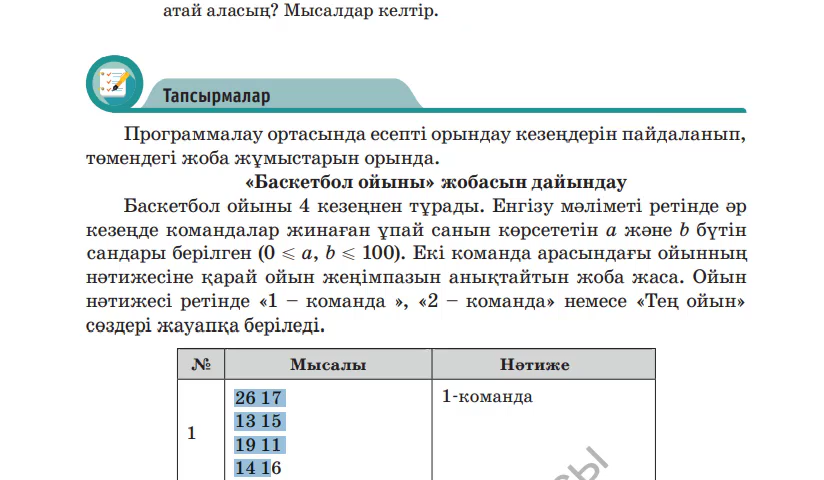 атай аласың? Мысалдар келтір.
Тапсырмалар
Программалау ортасында есепті орындау кезеңдерін пайдаланып,
төмендегі жоба жұмыстарын орында.
«Баскетбол ойыны» жобасын дайындау
Баскетбол ойыны 4 кезеңнен тұрады. Енгізу мәліметі ретінде әр
кезеңде командалар жинаған ұпай санын көрсететін a және b бүтін
сандары берілген (0 ⩽ a, b ⩽ 100). Екі команда арасындағы ойынның
нәтижесіне қарай ойын жеңімпазын анықтайтын жоба жаса. Ойын
нәтижесі ретінде «1 – команда », «2 – команда» немесе «Тең ойын»
сөздері жауапқа беріледі.
№ Мысалы Нәтиже
1
26 17 1-команда
13 15
19 11
14 16